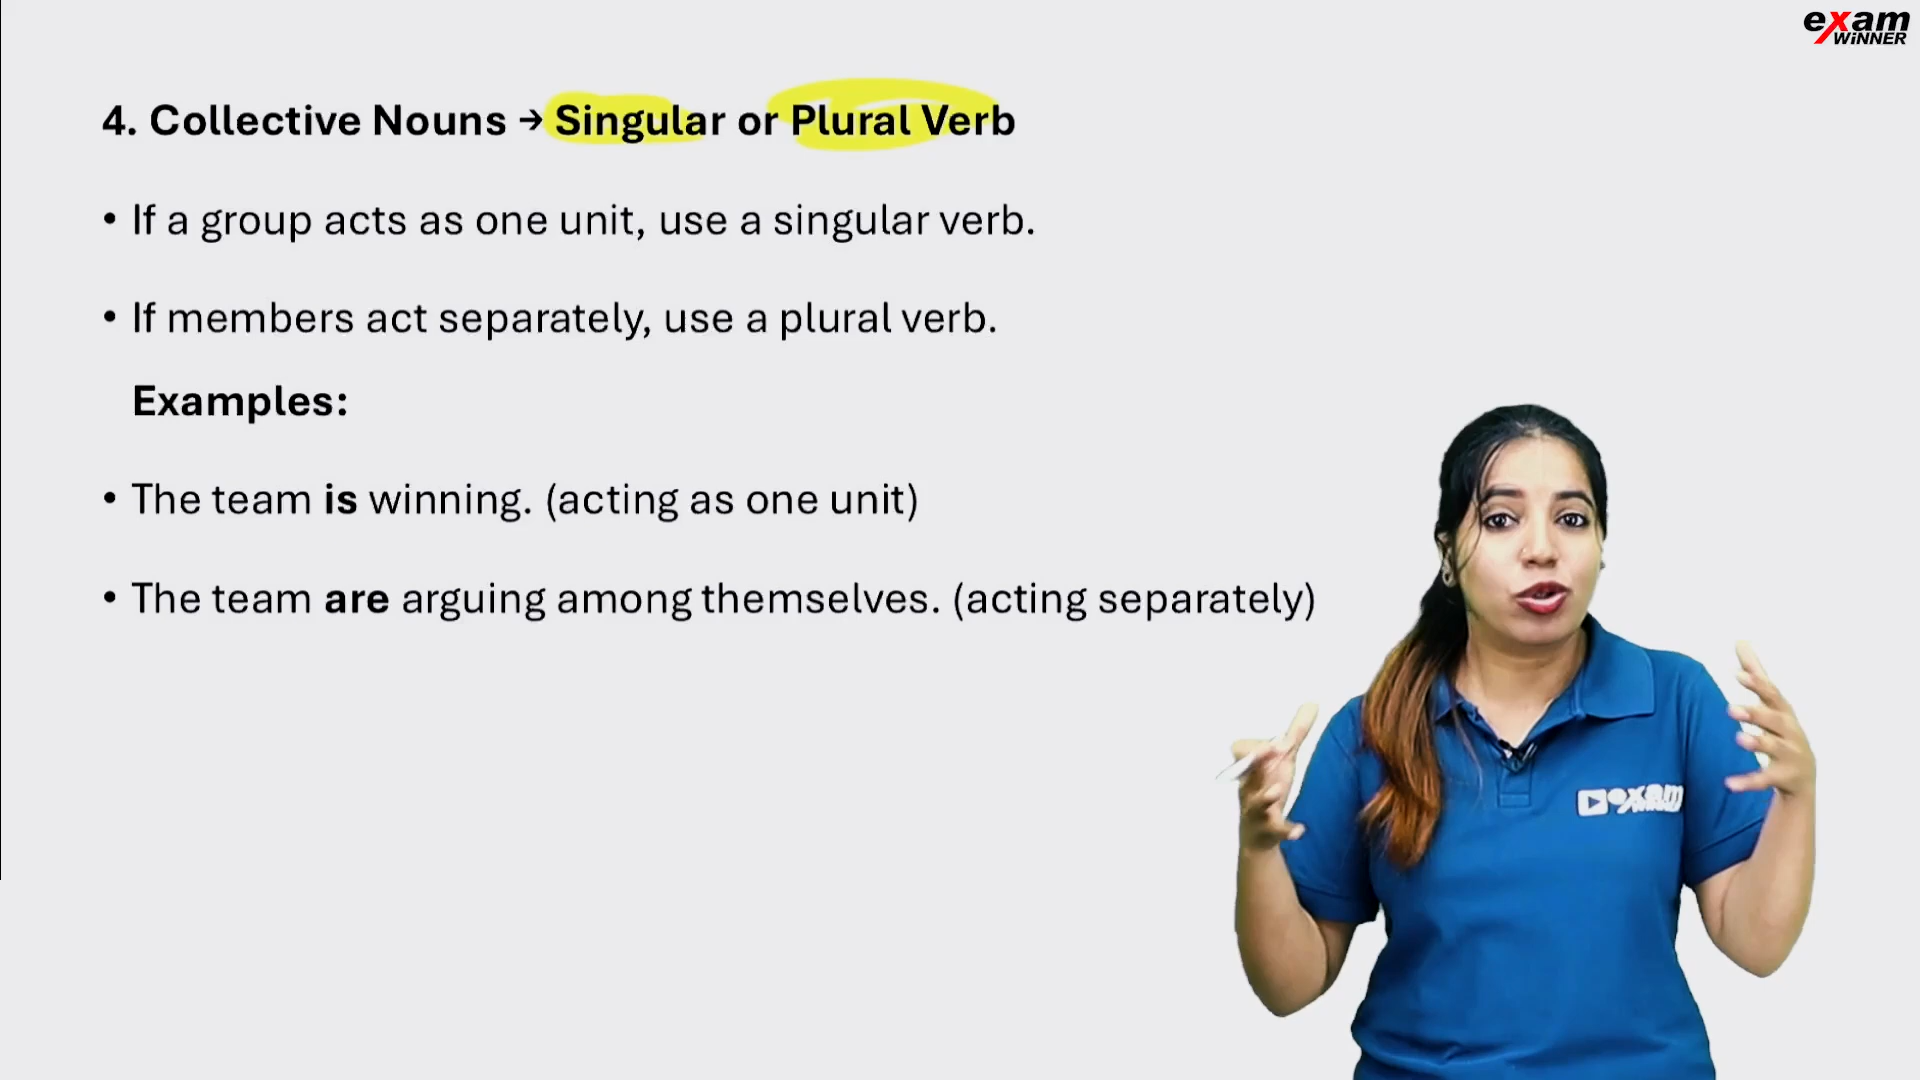 exam
WiNNER
4. Collective Nouns → Singular or Plural Verb
• If a group acts as one unit, use a singular verb.
• If members act separately, use a plural verb.
Examples:
• The team is winning. (acting as one unit)
• The team are arguing among themselves. (acting separately)
exam